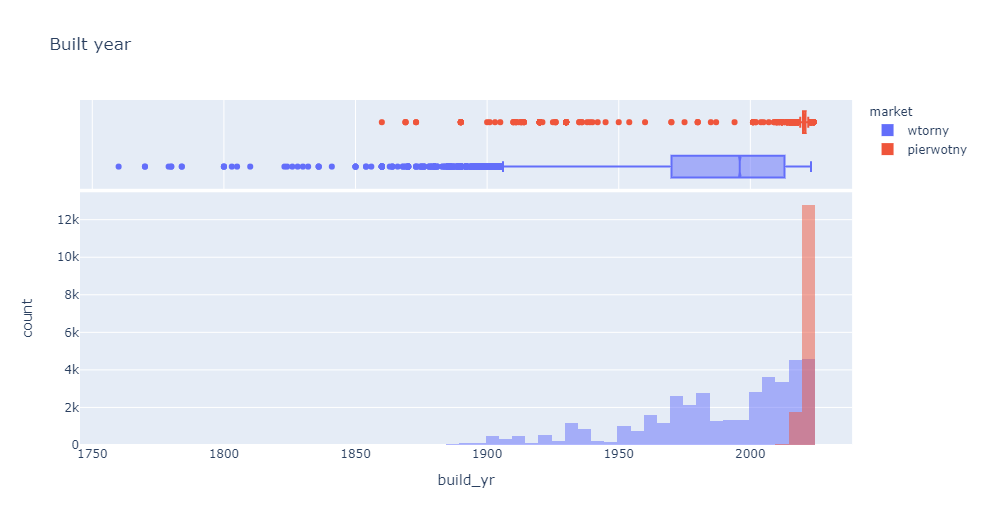 Built year
market
wtorny
pierwotny
12k
10k
8k
6k
4k
2k
0
count
1750
1800
1850
1900
1950
2000
build_yr